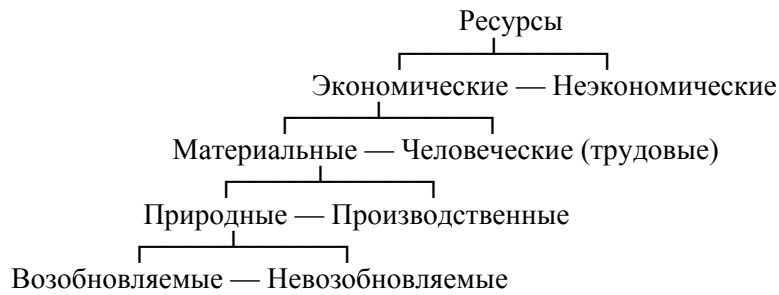 Ресурсы
Экономические — Неэкономические
Материальные — Человеческие (трудовые)
Природные — Производственные
Возобновляемые — Невозобновляемые